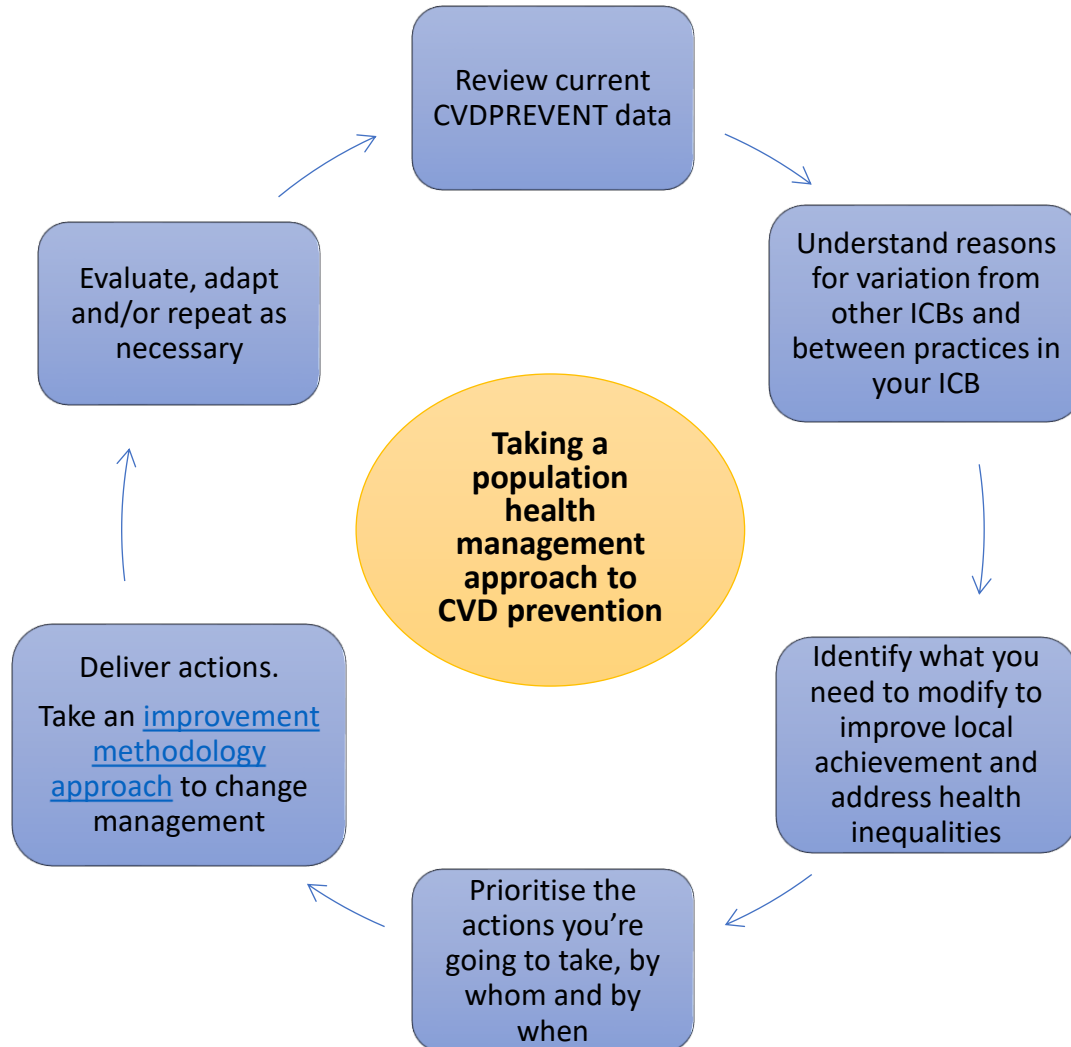 Review current
CVDPREVENT data
Understand reasons
for variation from
other ICBs and
between practices in
your ICB
Identify what you
need to modify to
improve local
achievement and
address health
inequalities
Prioritise the
actions you’re
going to take, by
whom and by
when
Deliver actions.
Take an improvement
methodology
approach to change
management
Evaluate, adapt
and/or repeat as
necessary
Taking a
population
health
management
approach to
CVD prevention